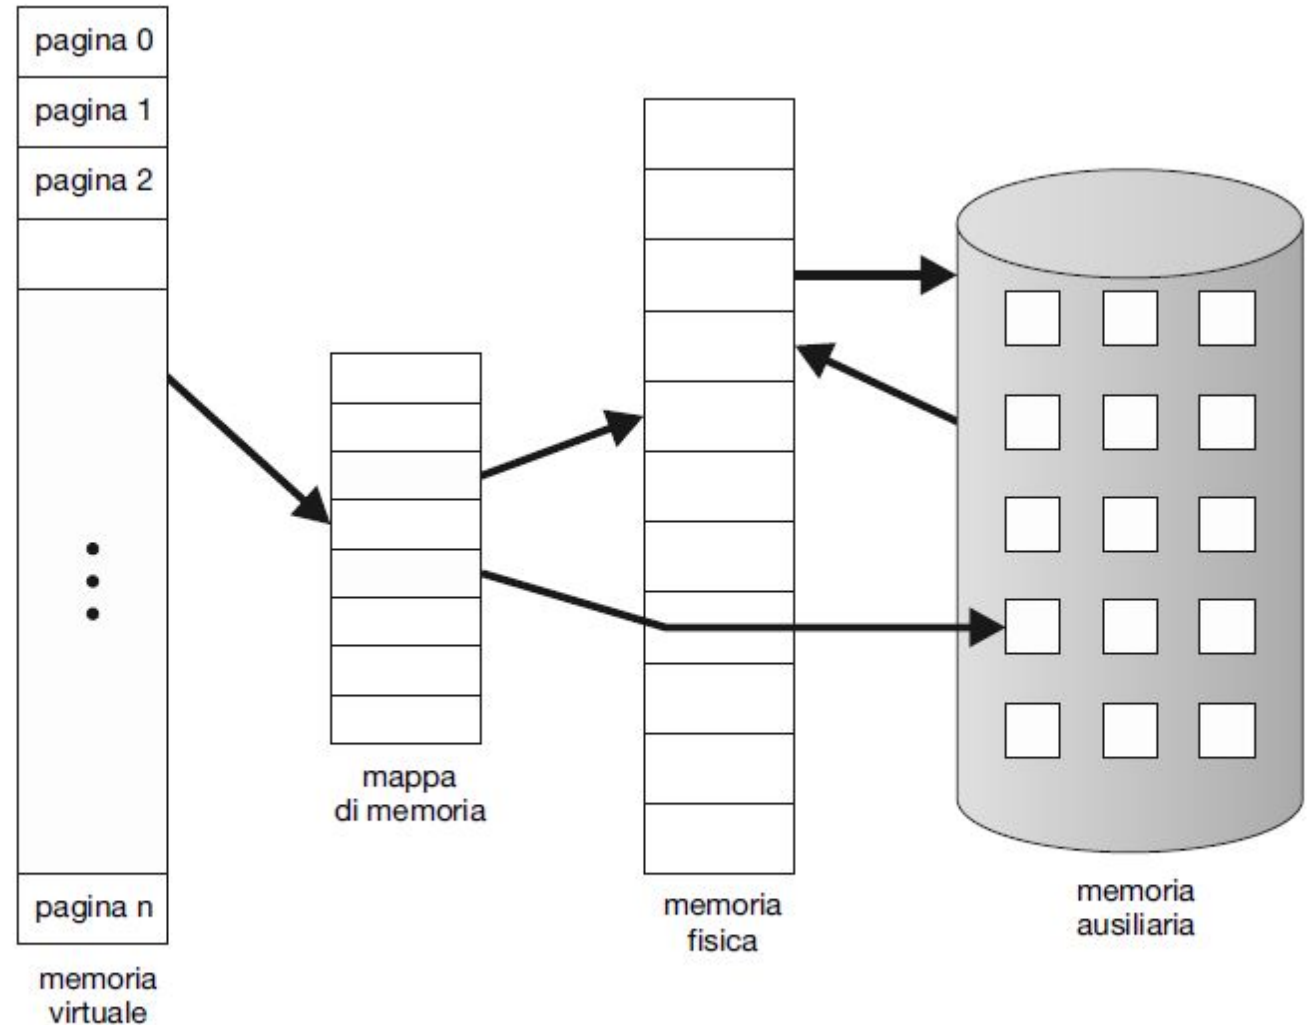 pagina 0
pagina 1
pagina 2
pagina n
memoria
virtuale
mappa
di memoria
memoria
fisica
memoria
ausiliaria